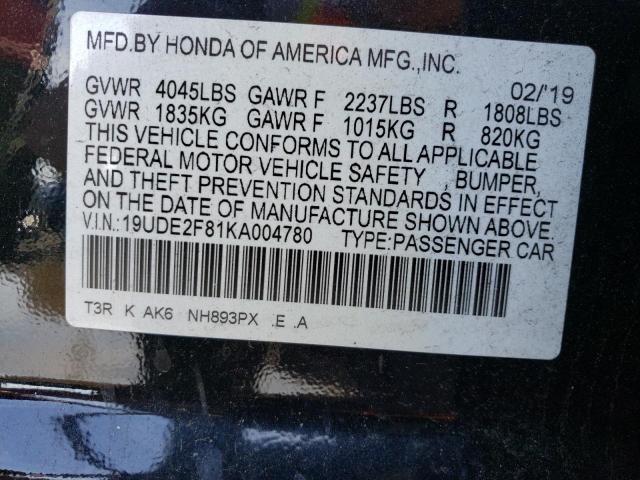 MFD.BY HONDA OF AMERICA MFG.,INC.
02/'19
GVWR 4045LBS GAWR F 2237LBS R 1808LBS
GVWR 1835KG GAWR F 1015KG R 820KG
THIS VEHICLE CONFORMS TO ALL APPLICABLE
FEDERAL MOTOR VEHICLE SAFETY , BUMPER,
AND THEFT PREVENTION STANDARDS IN EFFECT
ON THE DATE OF MANUFACTURE SHOWN ABOVE.
V.I.N.:19UDE2F81KA004780 TYPE:PASSENGER CAR
T3R K AK6 NH893PX .E .A